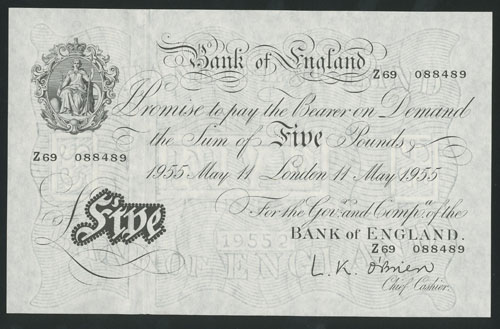 Bank of England
Z69 088489
I Promise to pay the Bearer on Demand
the Sum of Five Pounds
Z69 088489
1955 May 11 London 11 May 1955
For the Govr. and Compa. of the
Five
BANK of ENGLAND.
Z69 088489
L.K. O'Brien
Chief Cashier.